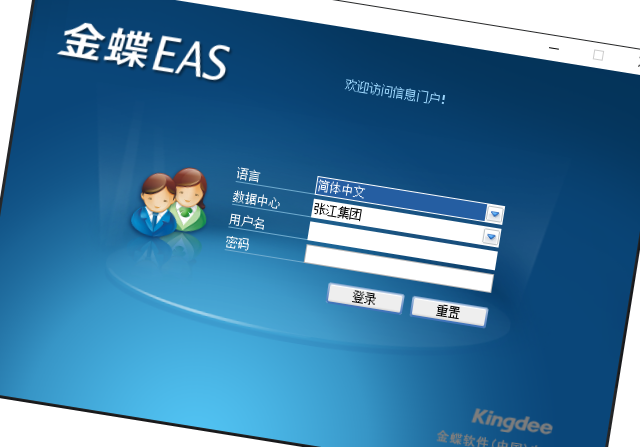 金蝶EAS
欢迎访问信息门户!
语言 简体中文
数据中心 张江集团
用户名
密码
登录 重置
Kingdee
金蝶软件(中国)